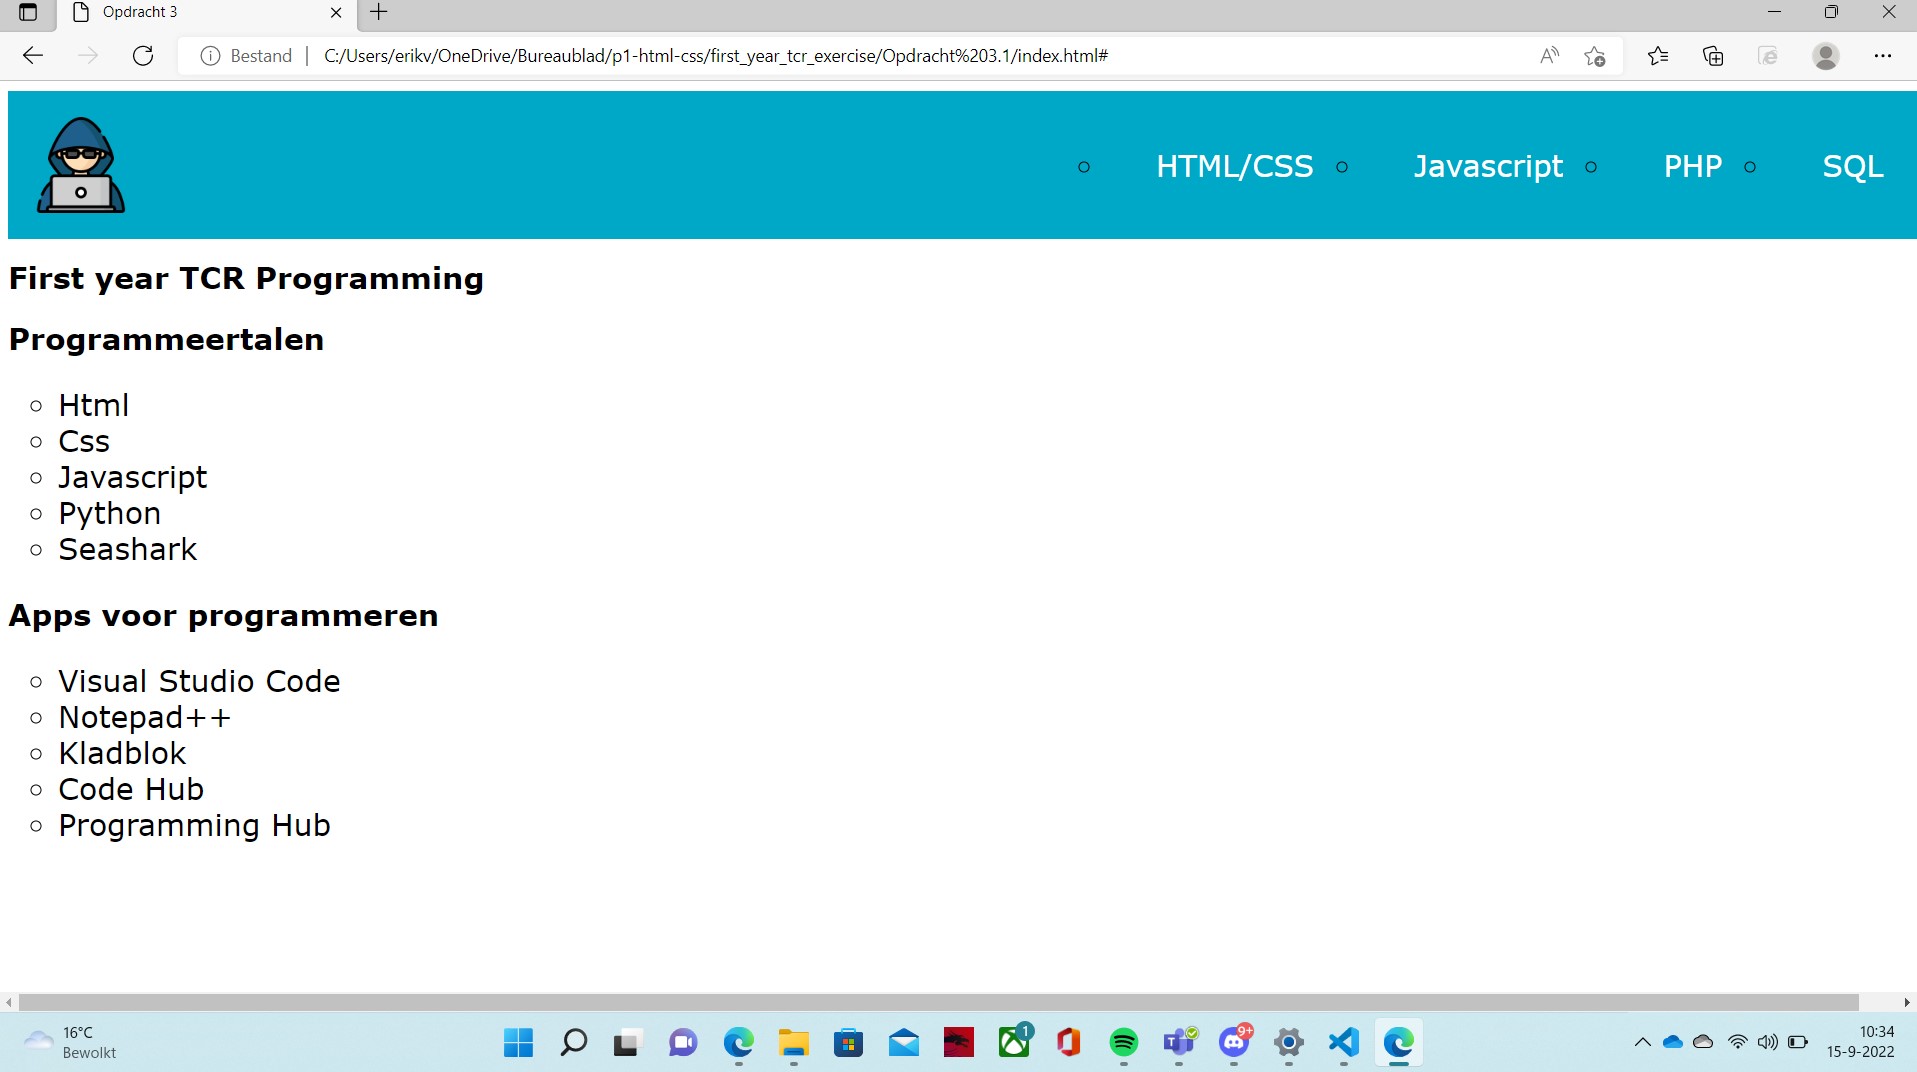 Opdracht 3
Bestand C:/Users/erikv/OneDrive/Bureaublad/p1-html-css/first_year_tcr_exercise/Opdracht%203.1/index.html#
HTML/CSS Javascript PHP SQL
First year TCR Programming
Programmeertalen
Html
Css
Javascript
Python
Seashark
Apps voor programmeren
Visual Studio Code
Notepad++
Kladblok
Code Hub
Programming Hub
16°C
Bewolkt
1
9+
10:34
15-9-2022